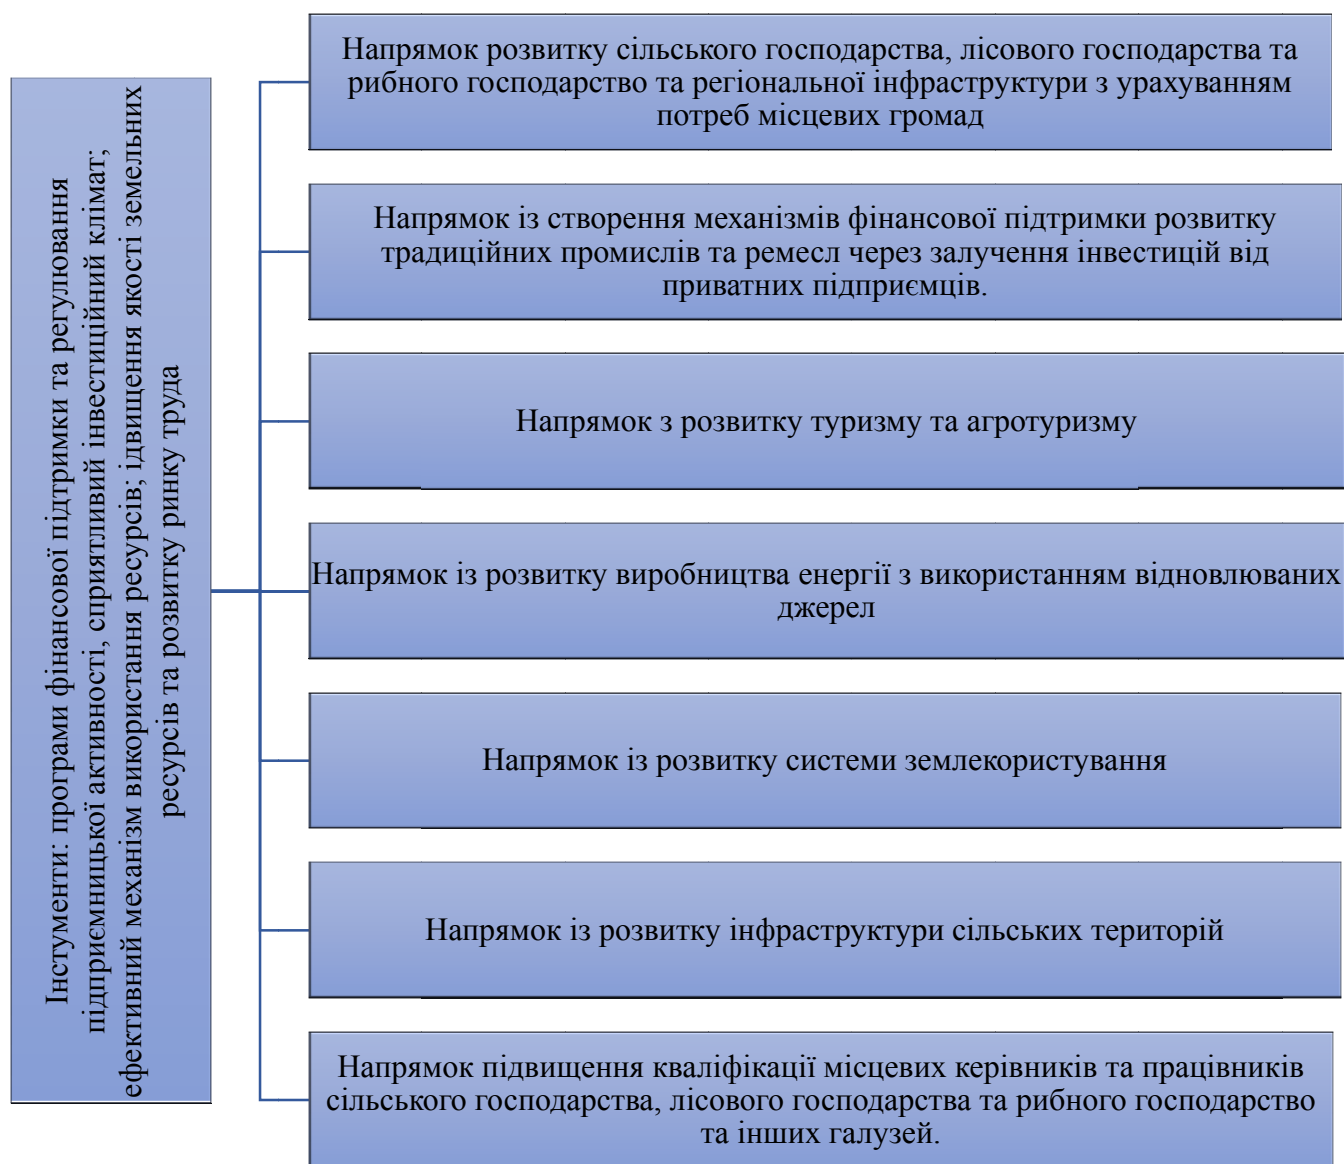 Інстументи: програми фінансової підтримки та регулювання
підприємницької активності, сприятливий інвестиційний клімат;
ефективний механізм використання ресурсів; ідвищення якості земельних
ресурсів та розвитку ринку труда
Напрямок розвитку сільського господарства, лісового господарства та
рибного господарство та регіональної інфраструктури з урахуванням
потреб місцевих громад
Напрямок із створення механізмів фінансової підтримки розвитку
традиційних промислів та ремесл через залучення інвестицій від
приватних підприємців.
Напрямок з розвитку туризму та агротуризму
Напрямок із розвитку виробництва енергії з використанням відновлюваних
джерел
Напрямок із розвитку системи землекористування
Напрямок із розвитку інфраструктури сільських територій
Напрямок підвищення кваліфікації місцевих керівників та працівників
сільського господарства, лісового господарства та рибного господарство
та інших галузей.